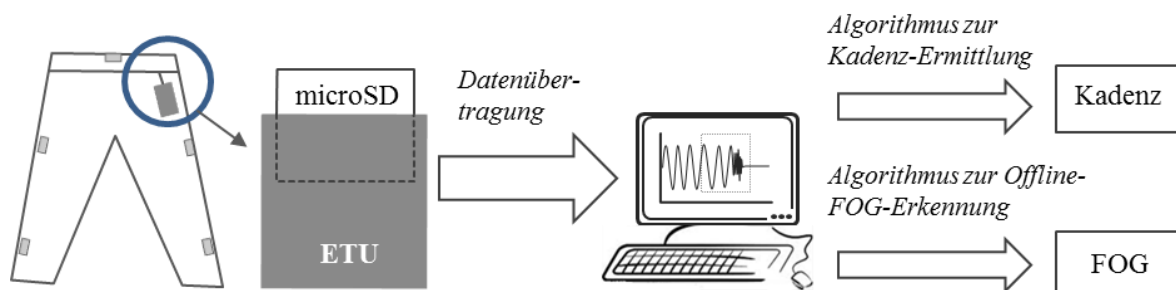 microSD
ETU
Datenüber-
tragung
Algorithmus zur
Kadenz-Ermittlung
Kadenz
Algorithmus zur Offline-
FOG-Erkennung
FOG